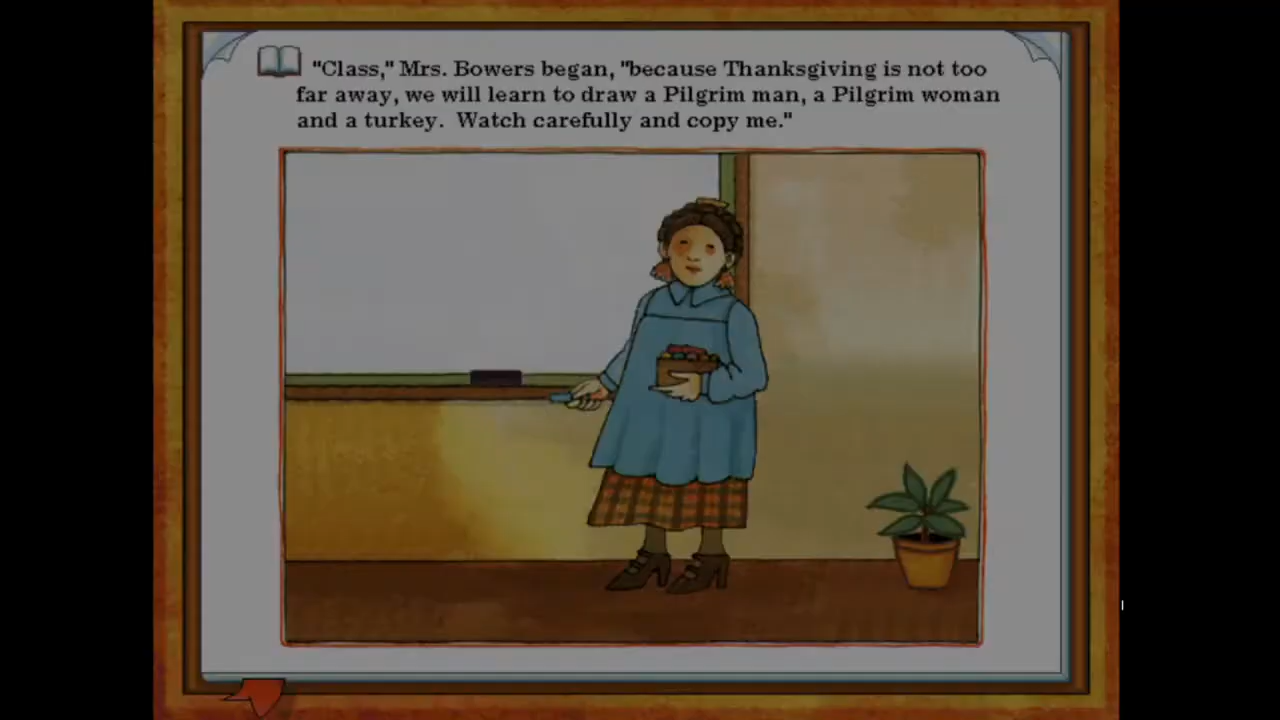 "Class," Mrs. Bowers began, "because Thanksgiving is not too
far away, we will learn to draw a Pilgrim man, a Pilgrim woman
and a turkey.  Watch carefully and copy me."